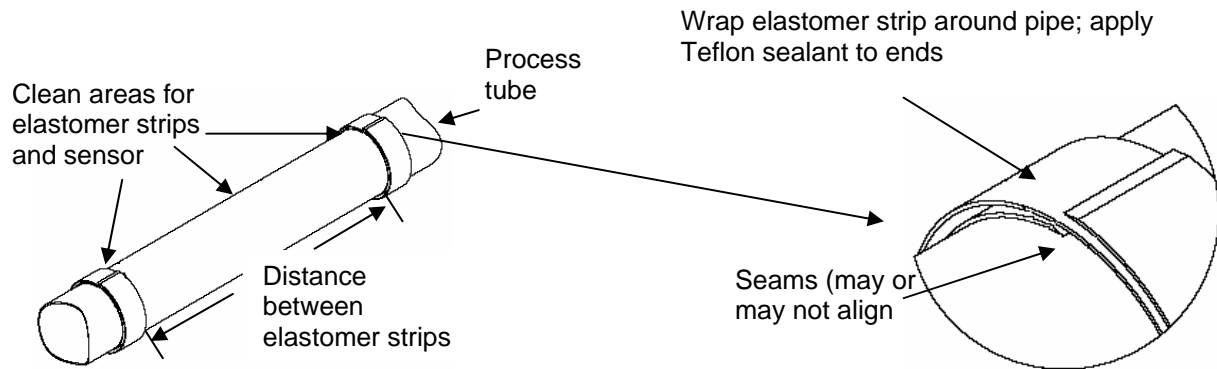 Wrap elastomer strip around pipe; apply
Teflon sealant to ends
Process
tube
Clean areas for
elastomer strips
and sensor
Distance
between
elastomer strips
Seams (may or
may not align